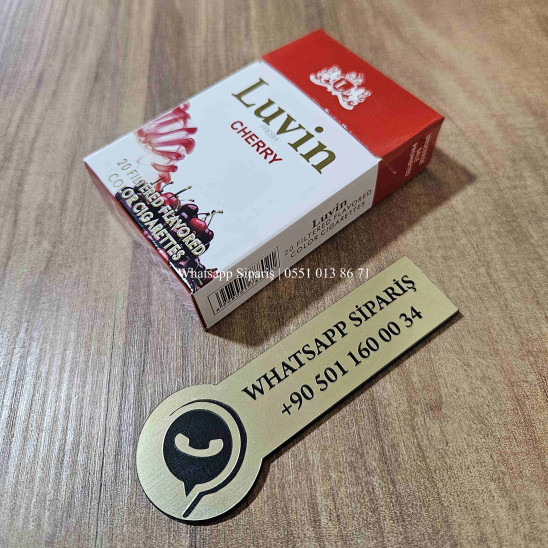 Luvin
FRESH
CHERRY
20 FILTERED FLAVORED
COLOR CIGARETTES
Luvin
20 FILTERED FLAVORED
COLOR CIGARETTES
Whatsapp Sipariş | 0551 013 86 71
WHATSAPP SİPARİŞ
+90 501 160 00 34